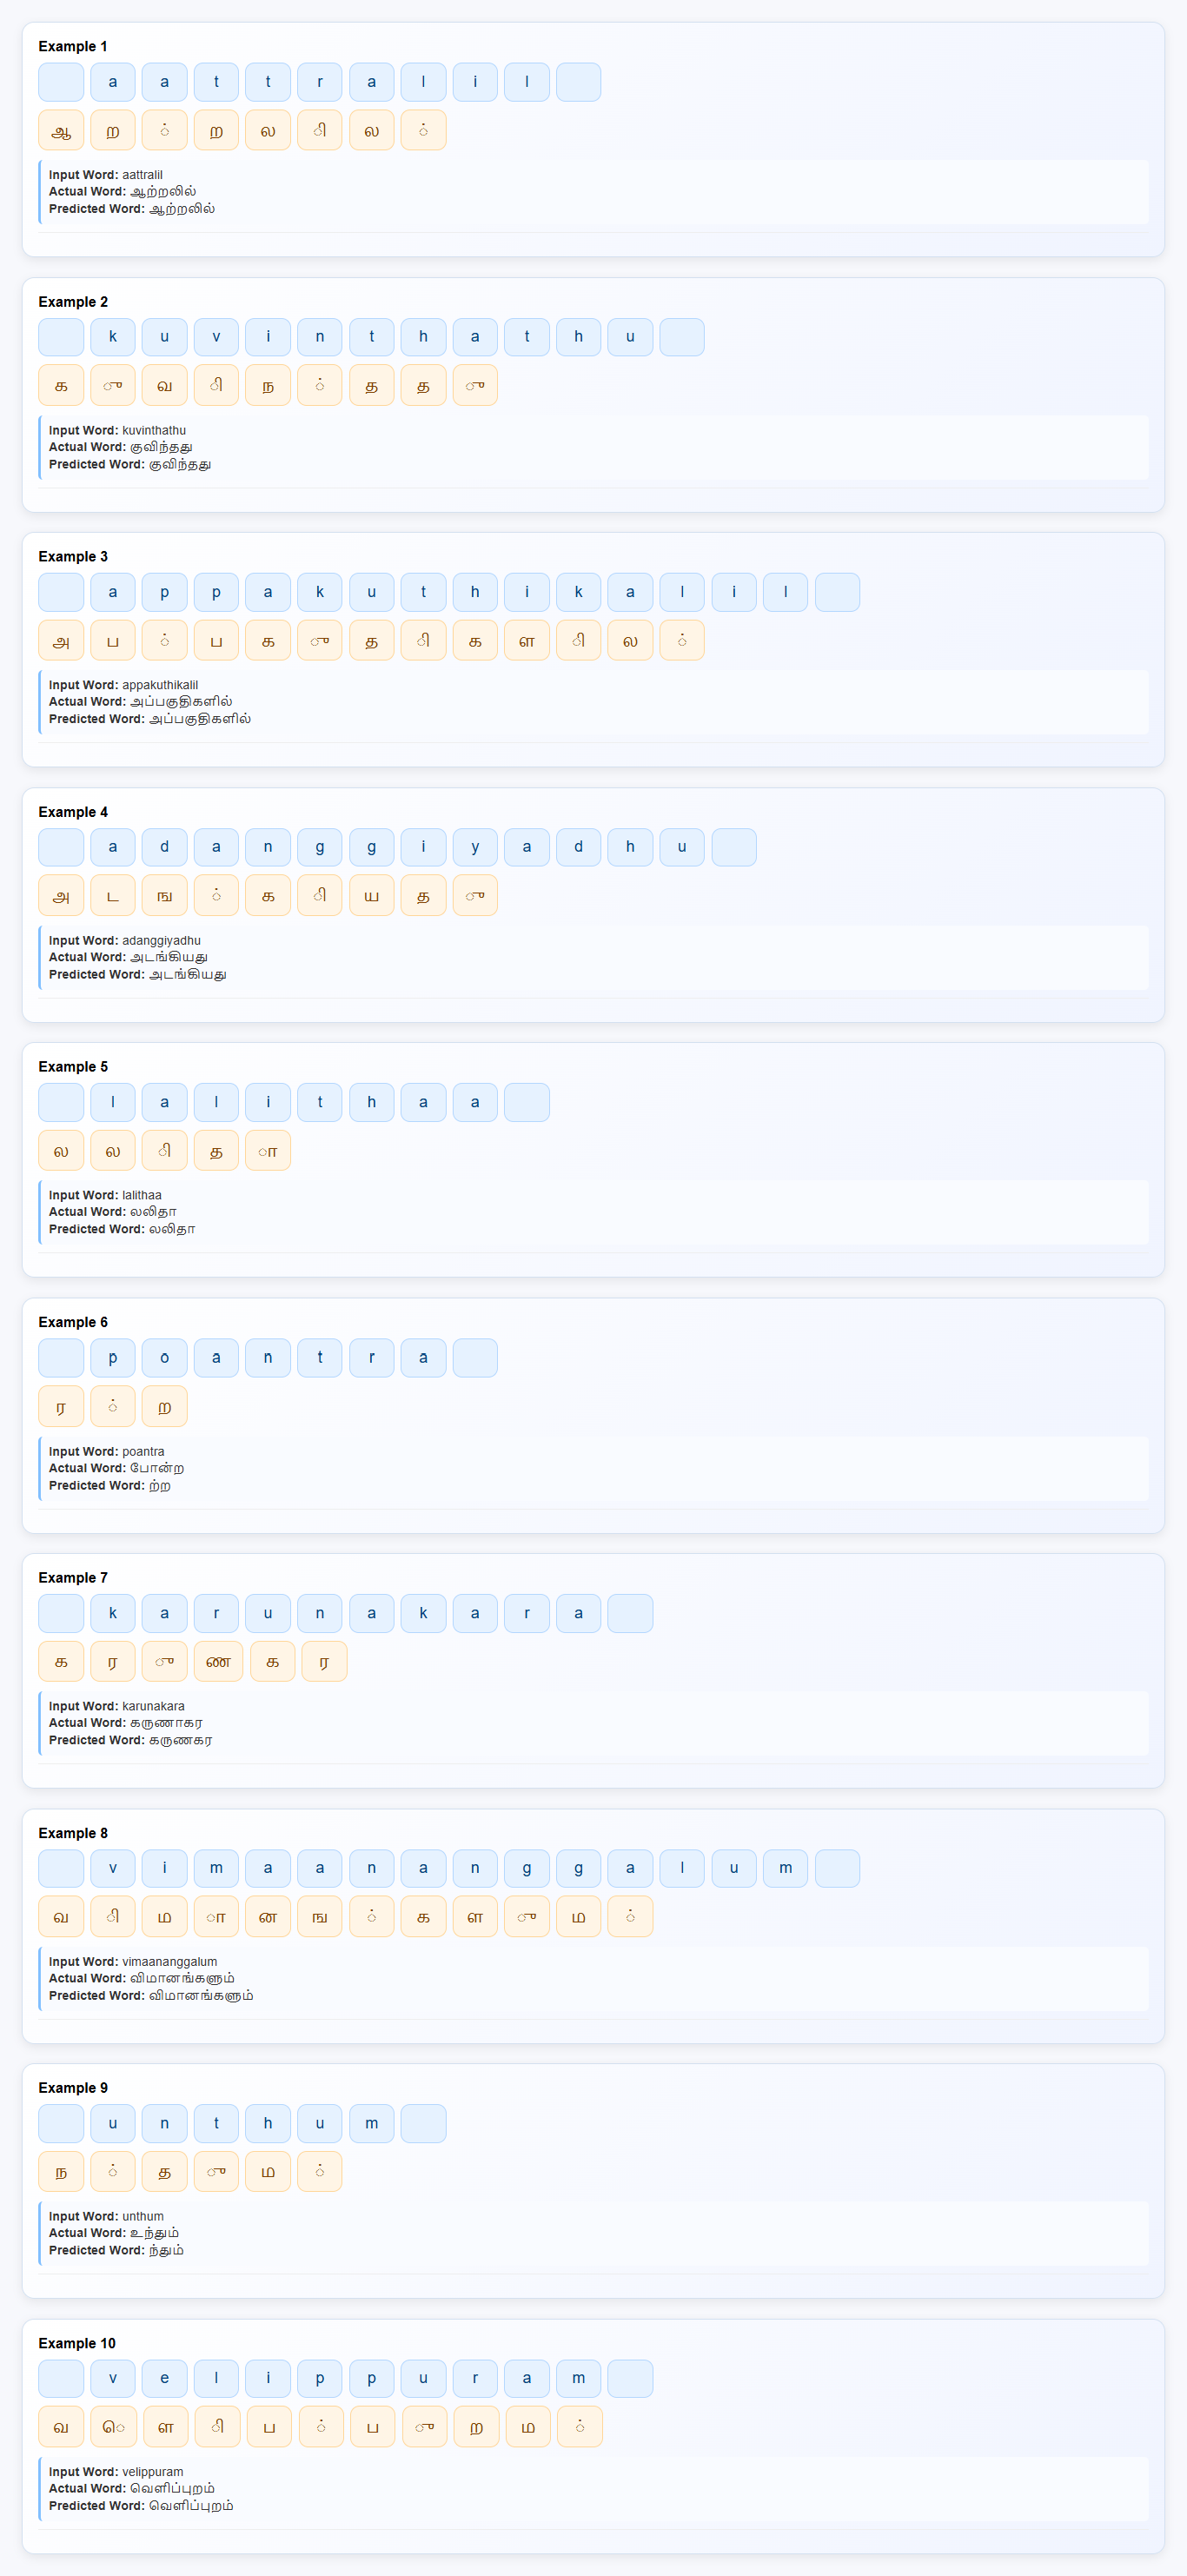 Example 1
a a t t r a l i l
ஆ ற ் ற ல ி ல ்
Input Word: aattralil
Actual Word: ஆற்றலில்
Predicted Word: ஆற்றலில்
Example 2
k u v i n t h a t h u
க ு வ ி ந ் த த ு
Input Word: kuvinthathu
Actual Word: குவிந்தது
Predicted Word: குவிந்தது
Example 3
a p p a k u t h i k a l i l
அ ப ் ப க ு த ி க ள ி ல ்
Input Word: appakuthikalil
Actual Word: அப்பகுதிகளில்
Predicted Word: அப்பகுதிகளில்
Example 4
a d a n g g i y a d h u
அ ட ங ் க ி ய த ு
Input Word: adanggiyadhu
Actual Word: அடங்கியது
Predicted Word: அடங்கியது
Example 5
l a l i t h a a
ல ல ி த ா
Input Word: lalithaa
Actual Word: லலிதா
Predicted Word: லலிதா
Example 6
p o a n t r a
ர ் ற
Input Word: poantra
Actual Word: போன்ற
Predicted Word: ர்ற
Example 7
k a r u n a k a r a
க ர ு ண க ர
Input Word: karunakara
Actual Word: கருணாகர
Predicted Word: கருணகர
Example 8
v i m a a n a n g g a l u m
வ ி ம ா ன ங ் க ள ு ம ்
Input Word: vimaananggalum
Actual Word: விமானங்களும்
Predicted Word: விமானங்களும்
Example 9
u n t h u m
ந ் த ு ம ்
Input Word: unthum
Actual Word: உந்தும்
Predicted Word: ந்தும்
Example 10
v e l i p p u r a m
வ ெ ள ி ப ் ப ு ற ம ்
Input Word: velippuram
Actual Word: வெளிப்புறம்
Predicted Word: வெளிப்புறம்